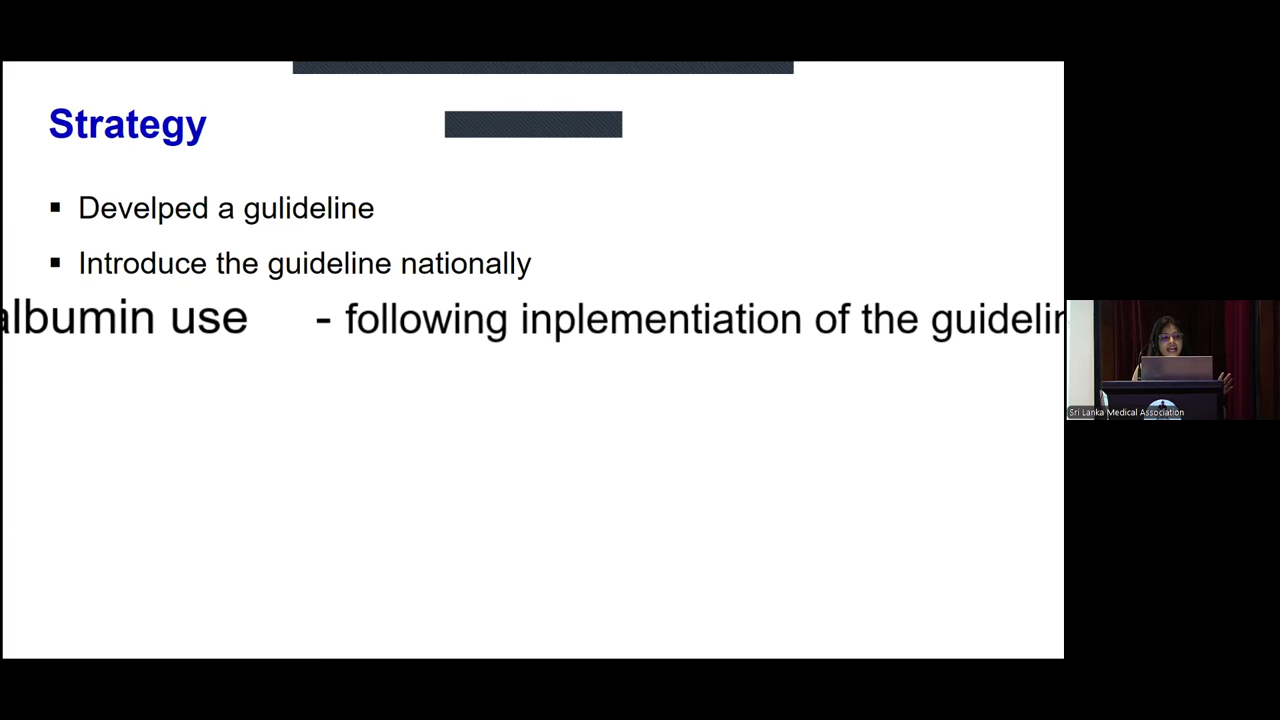 Strategy
▪ Develped a gulideline
▪ Introduce the guideline nationally
albumin use - following inplementiation of the guidelin
Sri Lanka Medical Association